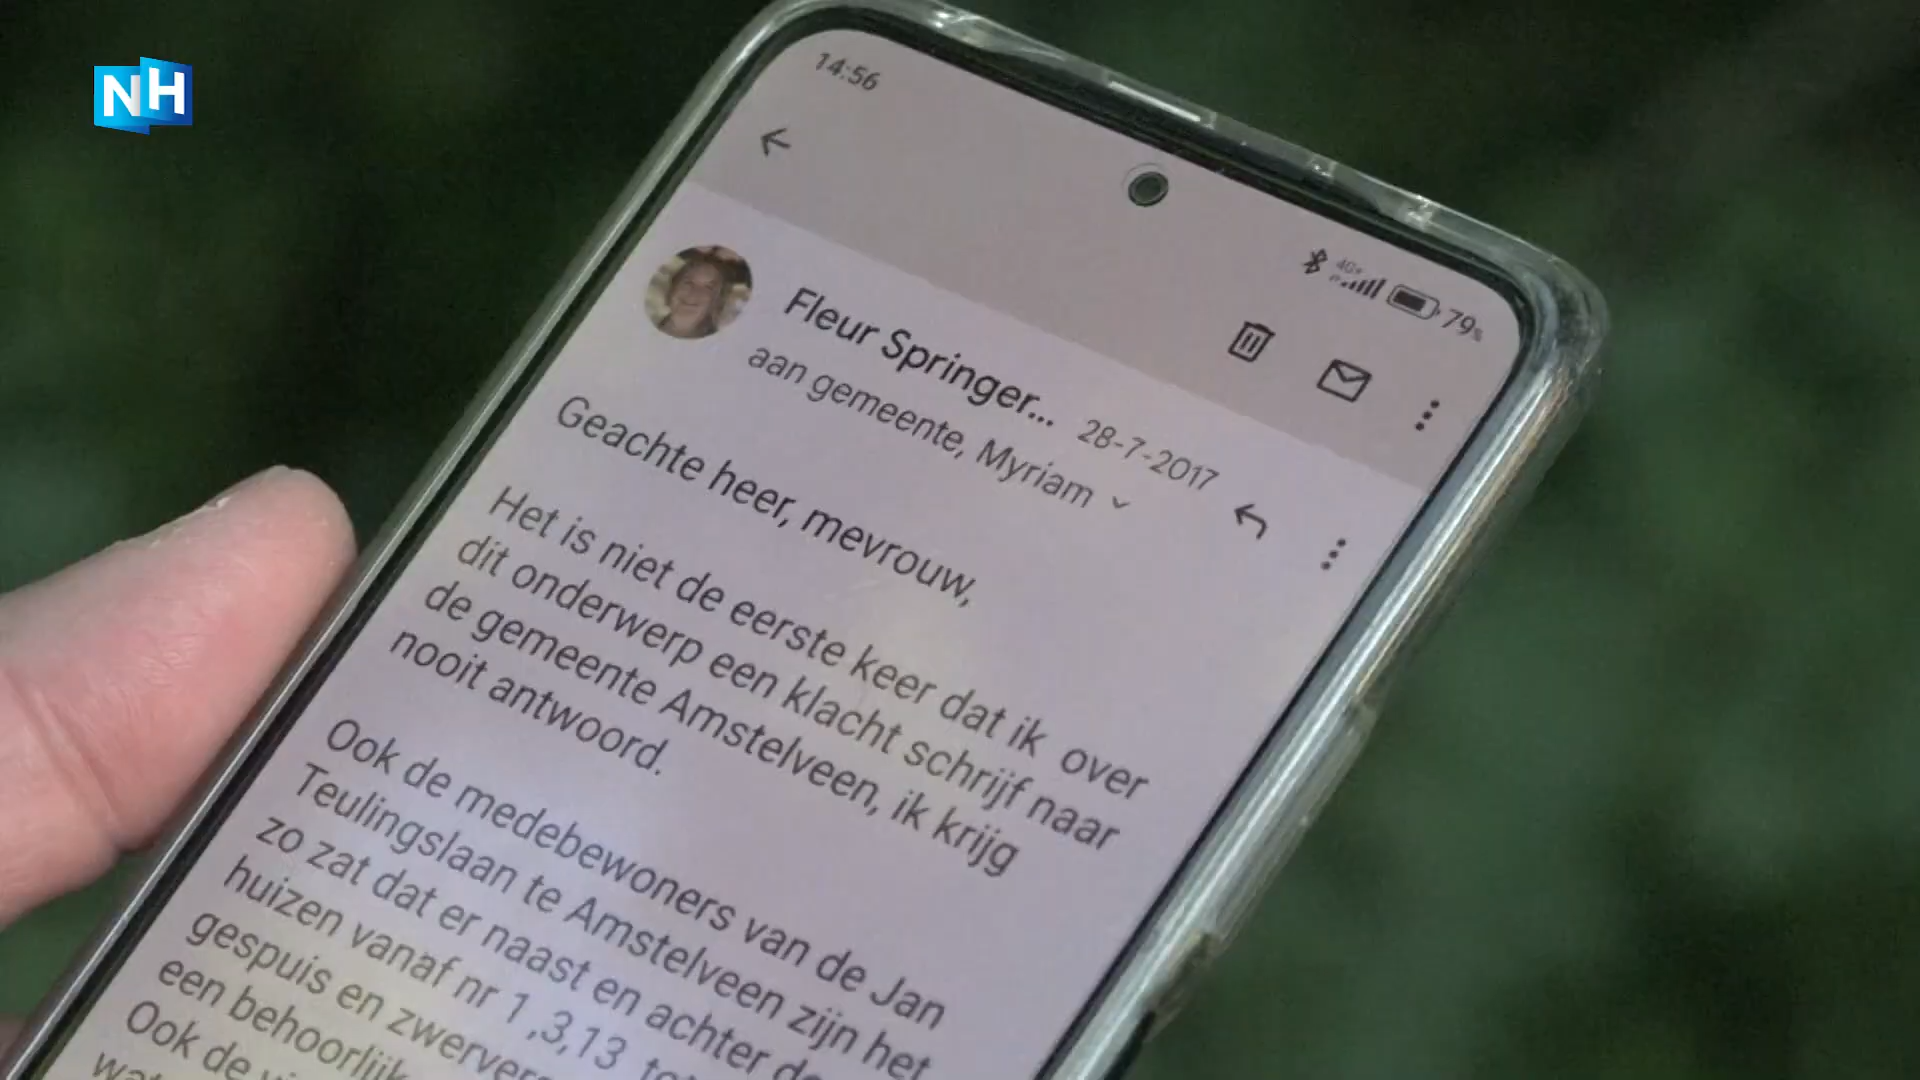 NH
14:56
4G+
79%
Fleur Springer... 28-7-2017
aan gemeente, Myriam
Geachte heer, mevrouw,
Het is niet de eerste keer dat ik over
dit onderwerp een klacht schrijf naar
de gemeente Amstelveen, ik krijg
nooit antwoord.
Ook de medebewoners van de Jan
Teulingslaan te Amstelveen zijn het
zo zat dat er naast en achter de
huizen vanaf nr 1 ,3,13
gespuis en zwervers
een behoorlijk
Ook de